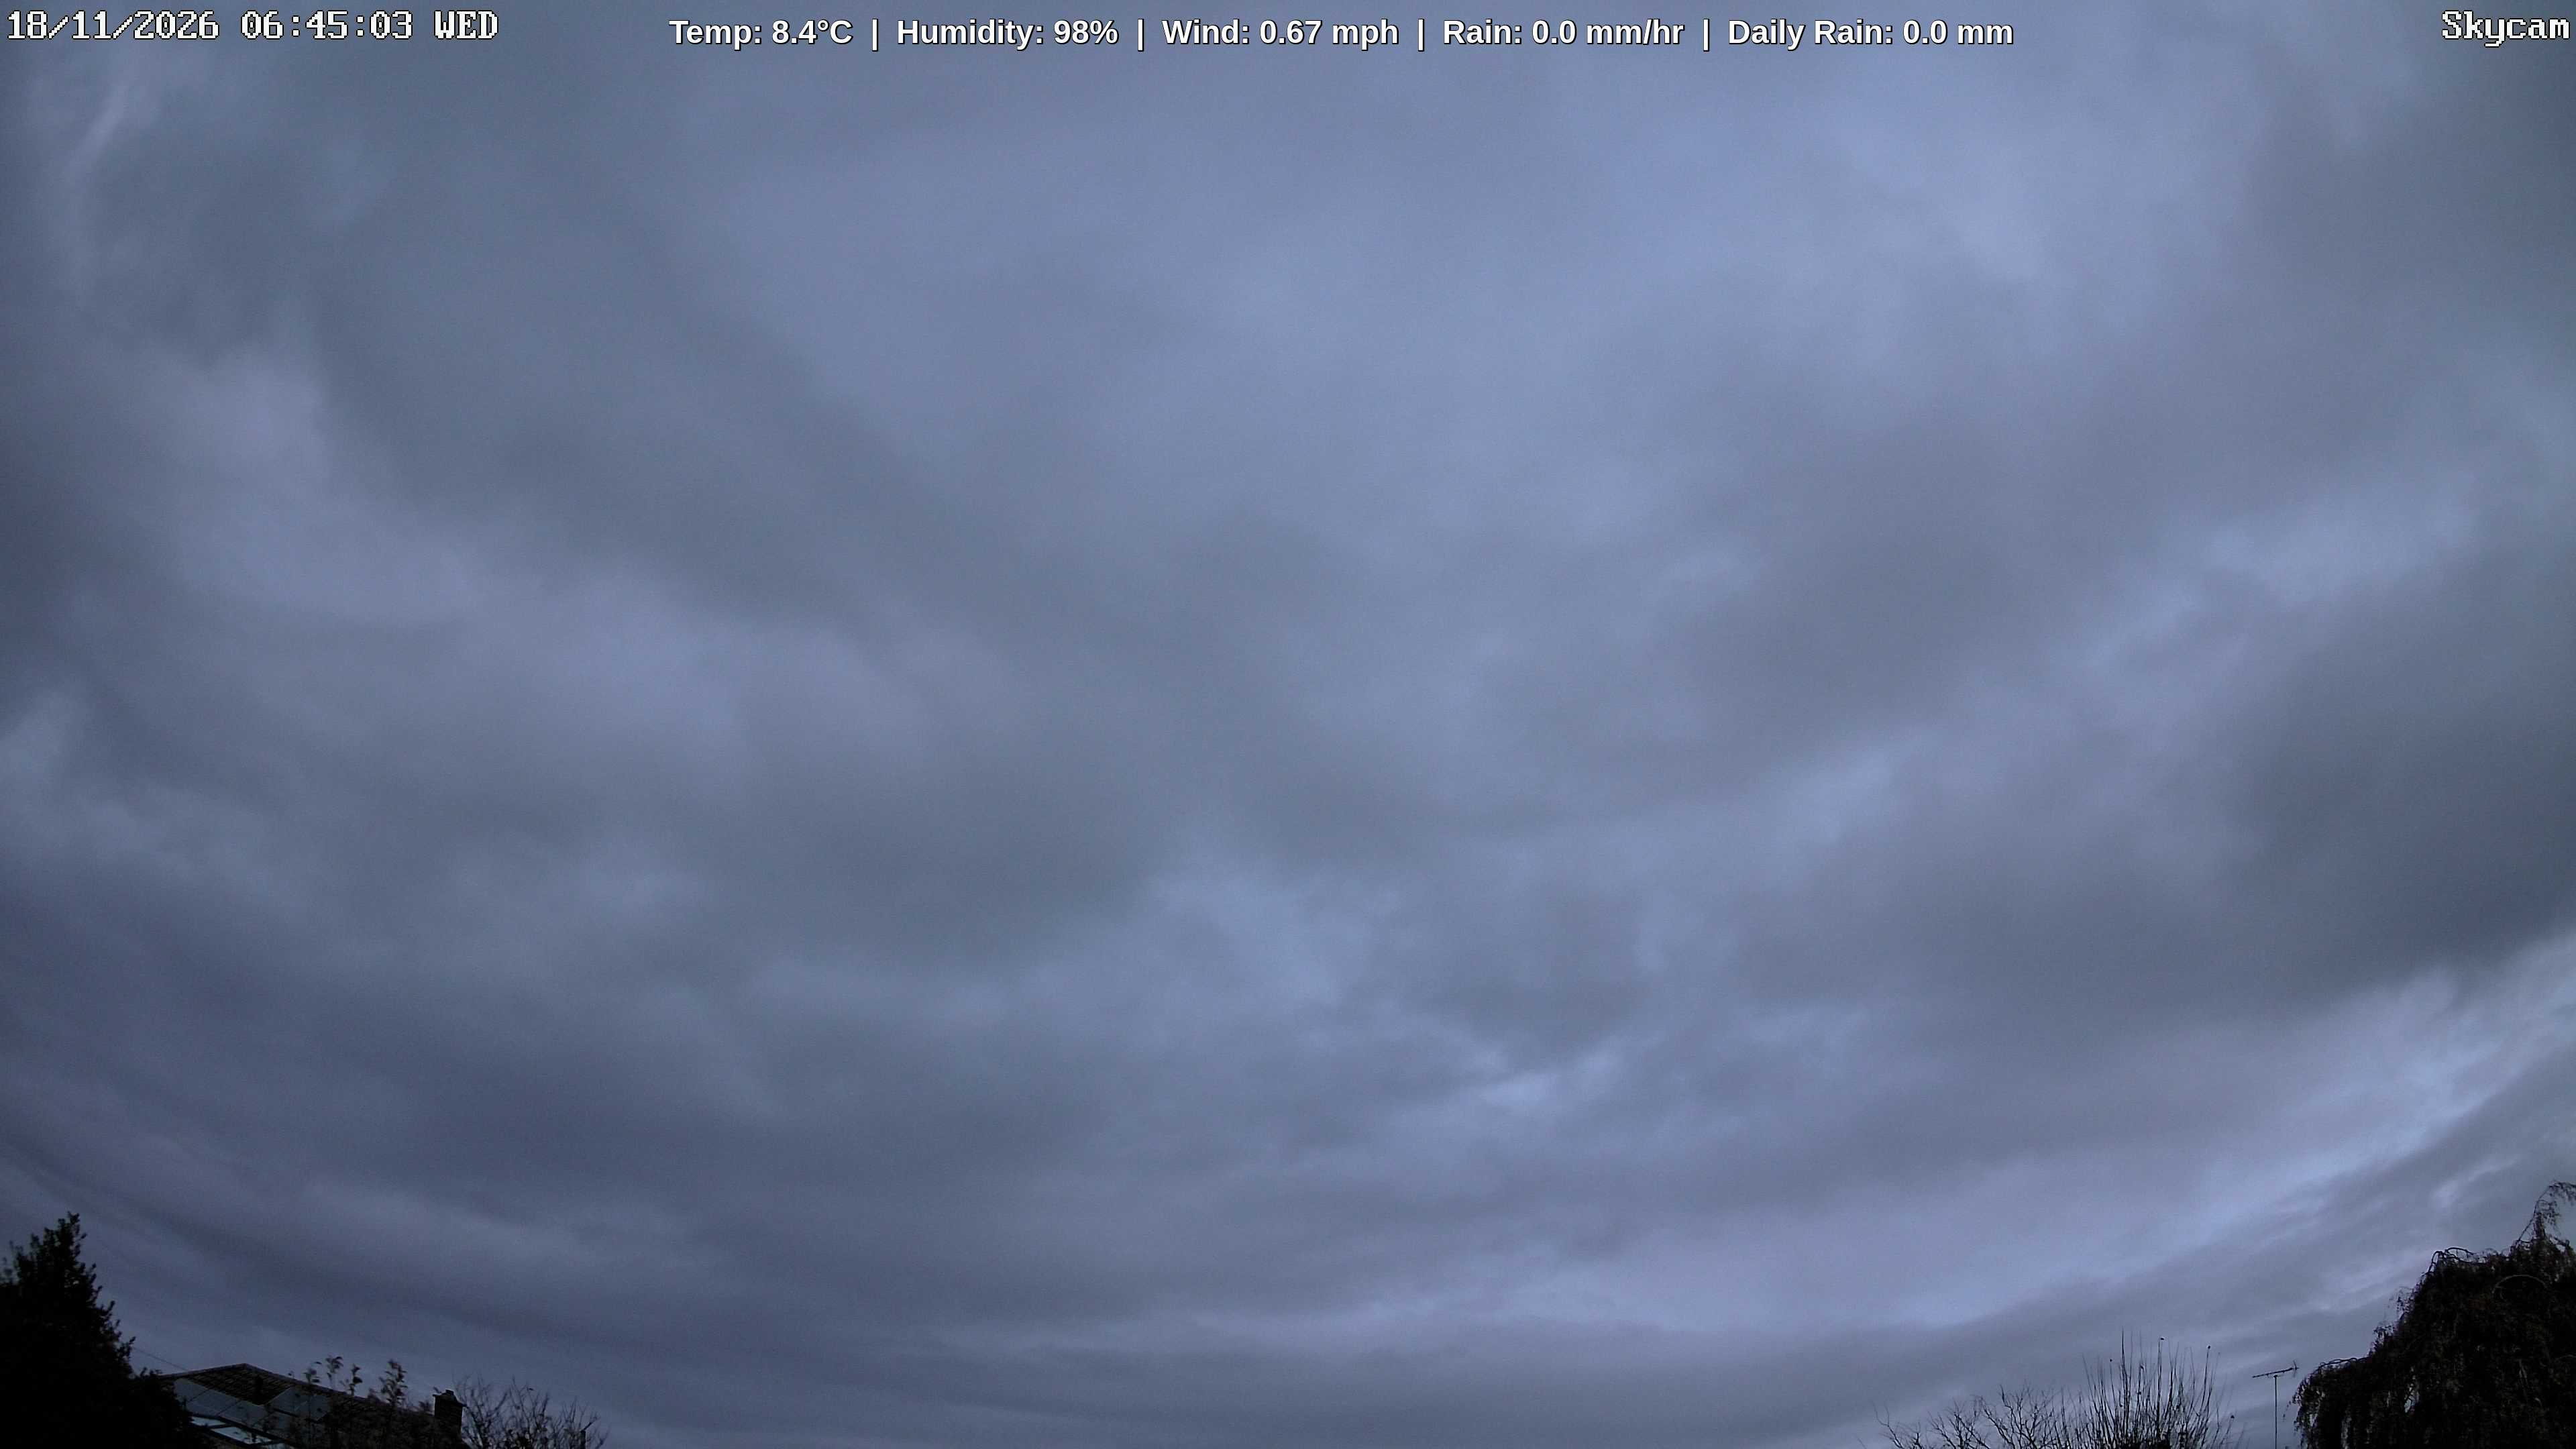 18/11/2026 06:45:03 WED
Temp: 8.4°C | Humidity: 98% | Wind: 0.67 mph | Rain: 0.0 mm/hr | Daily Rain: 0.0 mm
Skycam